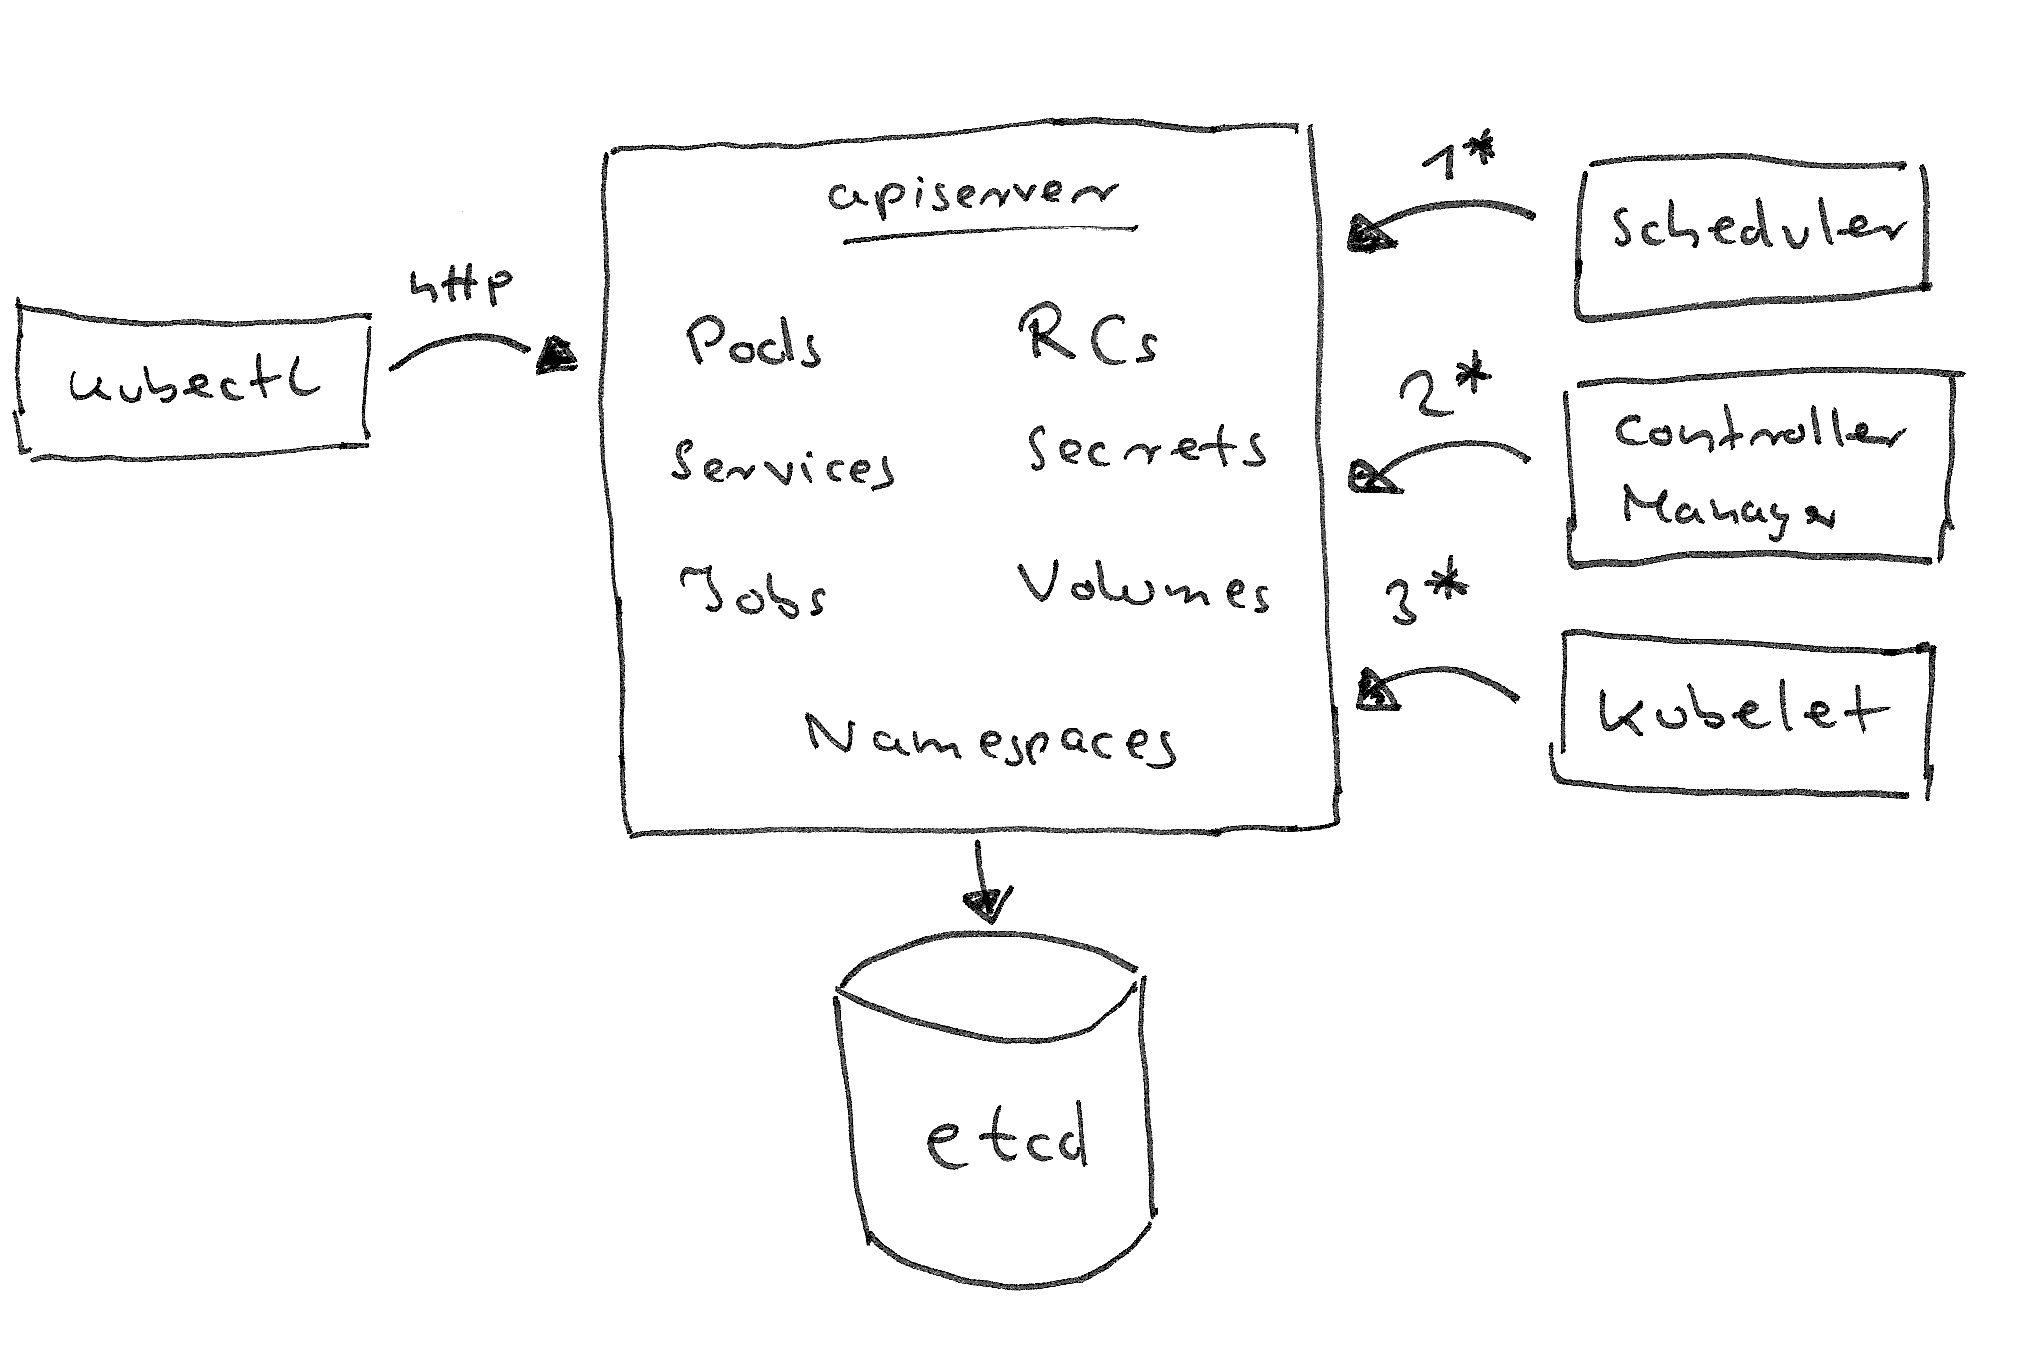 apiserver
http
kubectl
Pods
RCs
Services
Secrets
Jobs
Volumes
Namespaces
1*
Scheduler
2*
Controller
Manager
3*
Kubelet
etcd